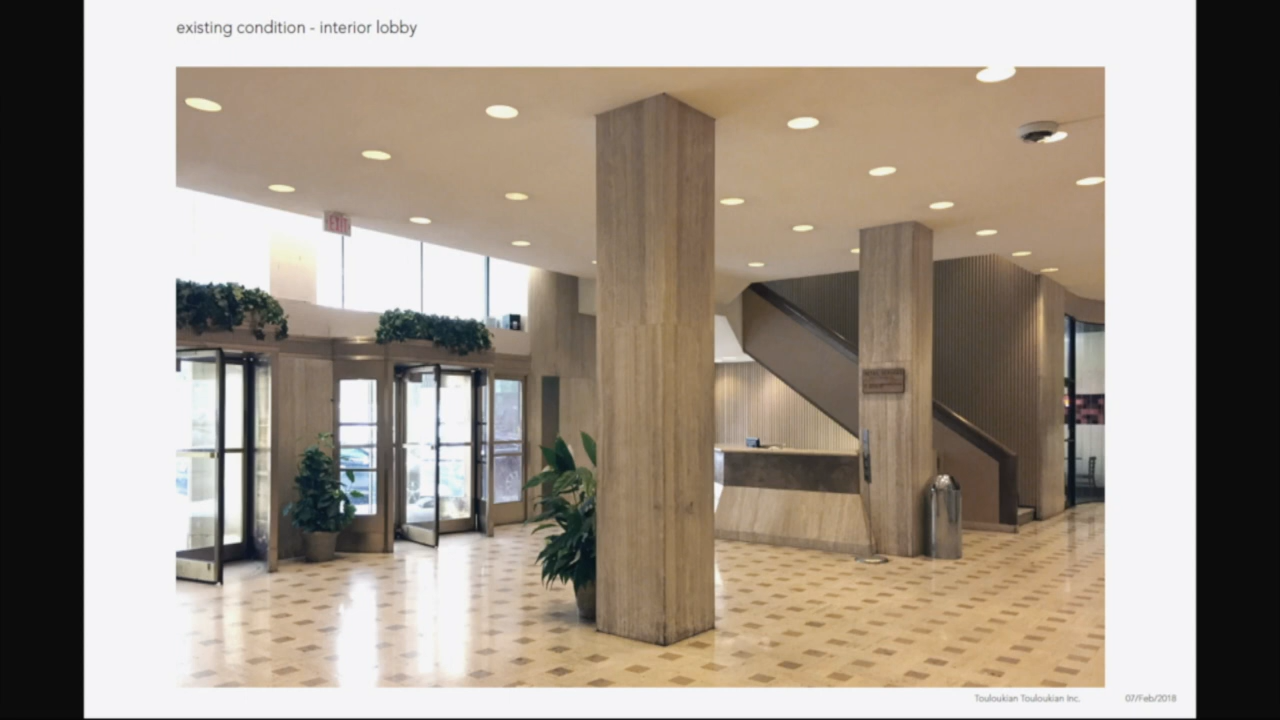 existing condition - interior lobby
EXIT
Touloukian Touloukian Inc.
07/Feb/2018